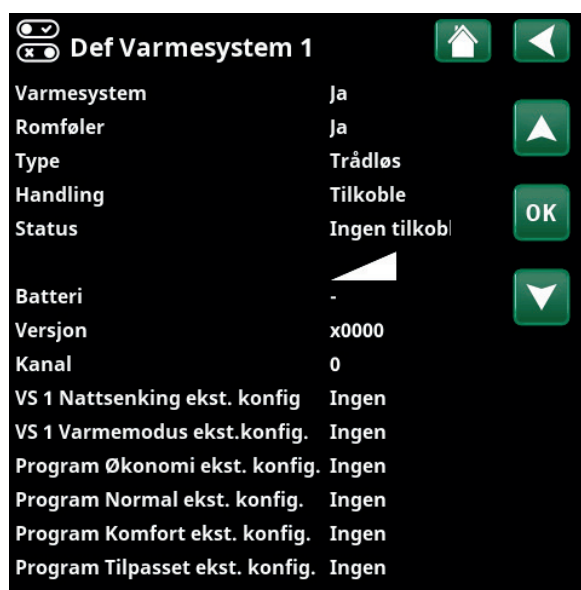 Def Varmesystem 1
Varmesystem Ja
Romføler Ja
Type Trådløs
Handling Tilkoble
OK
Status Ingen tilkobl
Batteri -
Versjon x0000
Kanal 0
VS 1 Nattsenking ekst. konfig Ingen
VS 1 Varmemodus ekst.konfig. Ingen
Program Økonomi ekst. konfig. Ingen
Program Normal ekst. konfig. Ingen
Program Komfort ekst. konfig. Ingen
Program Tilpasset ekst. konfig. Ingen